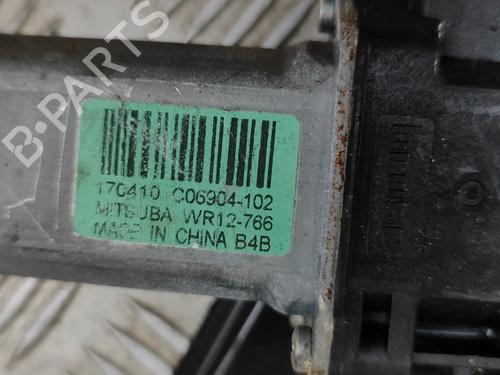 B-PARTS
170410 C06904-102
MITSUBA WR12-766
MADE IN CHINA B4B